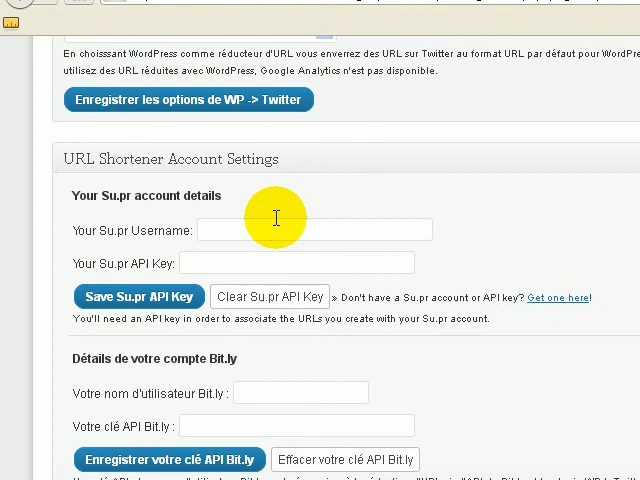 En choisssant WordPress comme réducteur d'URL vous enverrez des URL sur Twitter au format URL par défaut pour WordPre
utilisez des URL réduites avec WordPress, Google Analytics n'est pas disponible.
Enregistrer les options de WP -> Twitter
URL Shortener Account Settings
Your Su.pr account details
Your Su.pr Username:
Your Su.pr API Key:
Save Su.pr API Key Clear Su.pr API Key » Don't have a Su.pr account or API key? Get one here!
You'll need an API key in order to associate the URLs you create with your Su.pr account.
Détails de votre compte Bit.ly
Votre nom d'utilisateur Bit.ly :
Votre clé API Bit.ly :
Enregistrer votre clé API Bit.ly Effacer votre clé API Bit.ly